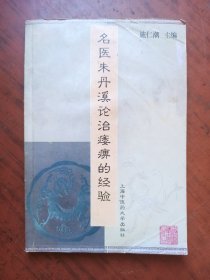 施仁潮 主编
名医朱丹溪论治痿痹的经验
上海中医药大学出版社